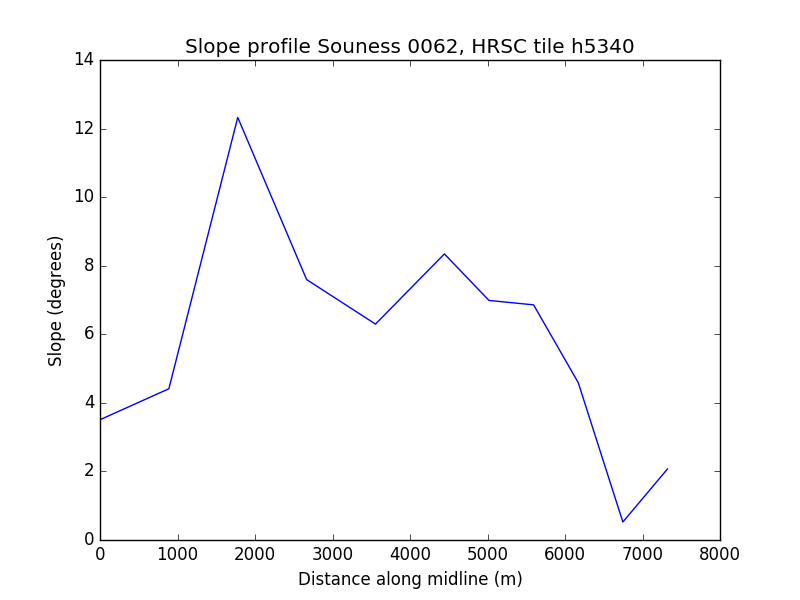 Slope profile Souness 0062, HRSC tile h5340
14
12
10
8
6
4
2
0
Slope (degrees)
0 1000 2000 3000 4000 5000 6000 7000 8000
Distance along midline (m)